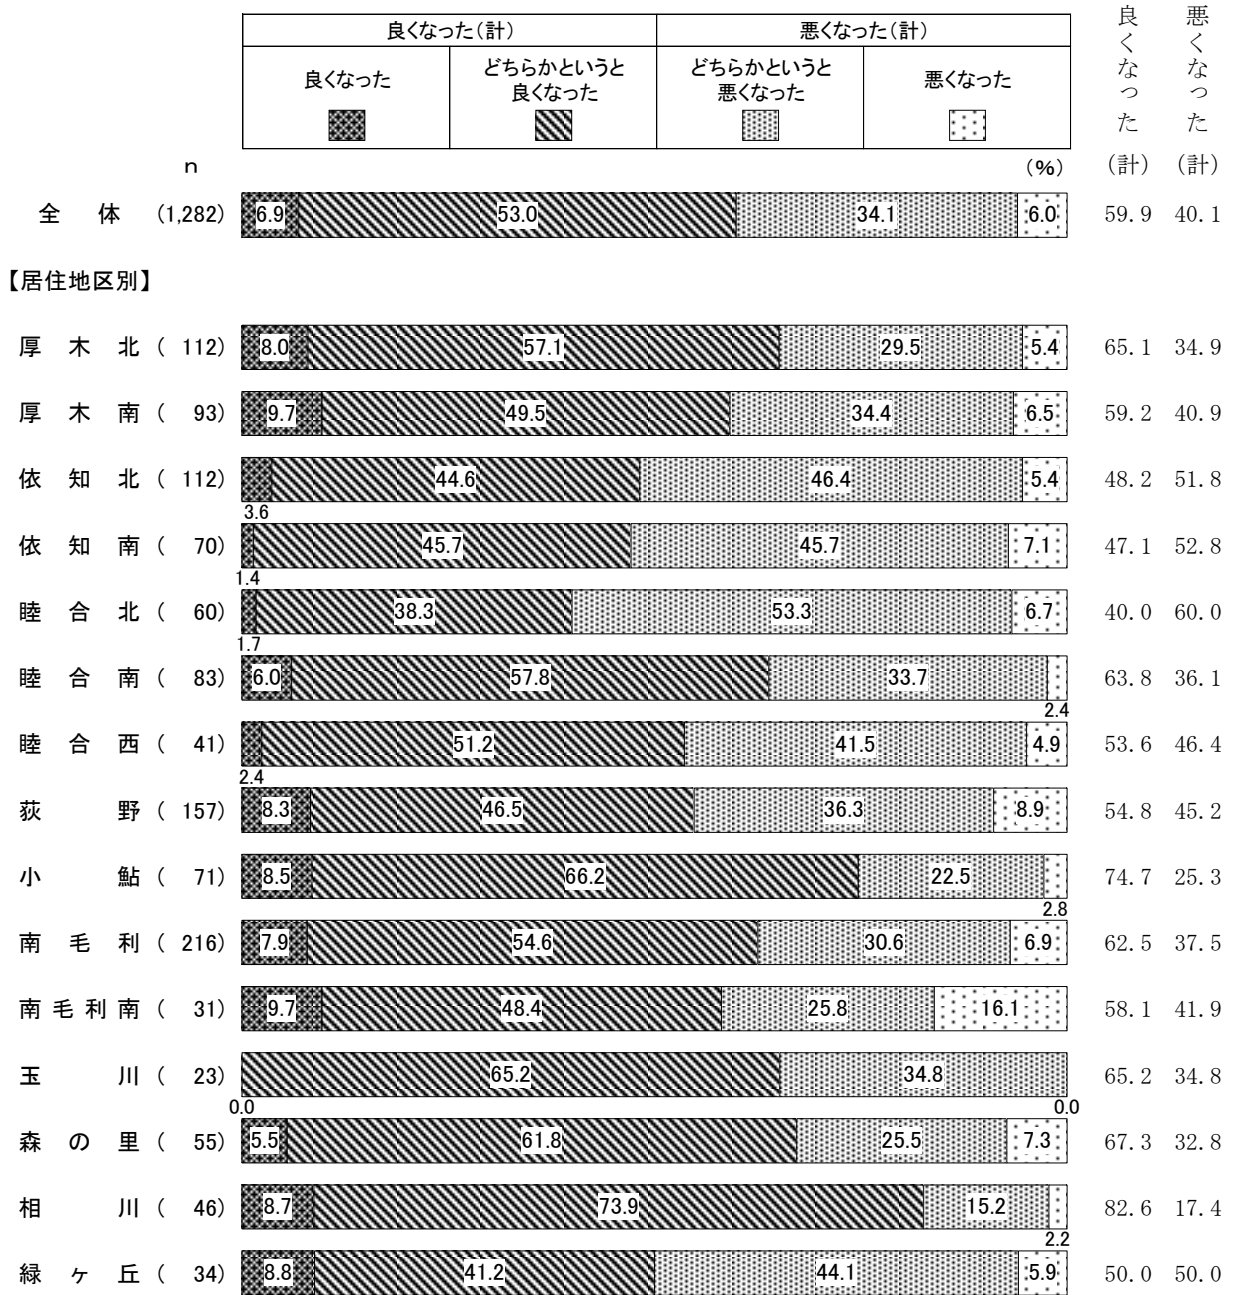 良くなった(計) 悪くなった(計) 良くなった(計) 悪くなった(計)
良くなった どちらかというと良くなった どちらかというと悪くなった 悪くなった
n (%)
全体 (1,282) 6.9 53.0 34.1 6.0 59.9 40.1
【居住地区別】
厚木北 ( 112) 8.0 57.1 29.5 5.4 65.1 34.9
厚木南 ( 93) 9.7 49.5 34.4 6.5 59.2 40.9
依知北 ( 112) 3.6 44.6 46.4 5.4 48.2 51.8
依知南 ( 70) 1.4 45.7 45.7 7.1 47.1 52.8
睦合北 ( 60) 1.7 38.3 53.3 6.7 40.0 60.0
睦合南 ( 83) 6.0 57.8 33.7 2.4 63.8 36.1
睦合西 ( 41) 2.4 51.2 41.5 4.9 53.6 46.4
荻野 ( 157) 8.3 46.5 36.3 8.9 54.8 45.2
小鮎 ( 71) 8.5 66.2 22.5 2.8 74.7 25.3
南毛利 ( 216) 7.9 54.6 30.6 6.9 62.5 37.5
南毛利南 ( 31) 9.7 48.4 25.8 16.1 58.1 41.9
玉川 ( 23) 0.0 65.2 34.8 0.0 65.2 34.8
森の里 ( 55) 5.5 61.8 25.5 7.3 67.3 32.8
相川 ( 46) 8.7 73.9 15.2 2.2 82.6 17.4
緑ヶ丘 ( 34) 8.8 41.2 44.1 5.9 50.0 50.0